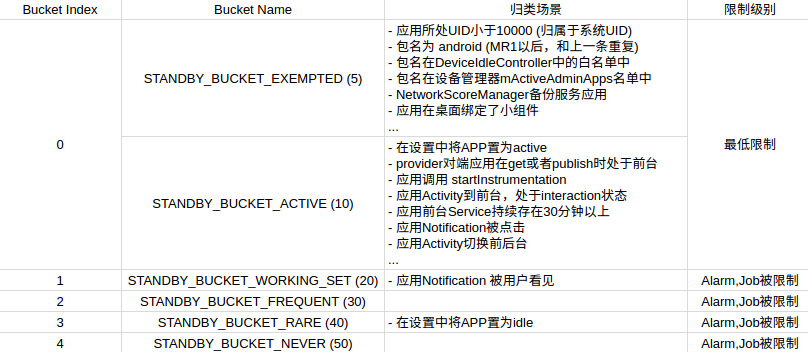 Bucket Index
Bucket Name
归类场景
限制级别
0
STANDBY_BUCKET_EXEMPTED (5)
- 应用所处UID小于10000 (归属于系统UID)
- 包名为 android (MR1以后，和上一条重复)
- 包名在DeviceIdleController中的白名单中
- 包名在设备管理器mActiveAdminApps名单中
- NetworkScoreManager备份服务应用
- 应用在桌面绑定了小组件
...
最低限制
STANDBY_BUCKET_ACTIVE (10)
- 在设置中将APP置为active
- provider对端应用在get或者publish时处于前台
- 应用调用 startInstrumentation
- 应用Activity到前台，处于interaction状态
- 应用前台Service持续存在30分钟以上
- 应用Notification被点击
- 应用Activity切换前后台
...
1
STANDBY_BUCKET_WORKING_SET (20)
- 应用Notification 被用户看见
Alarm,Job被限制
2
STANDBY_BUCKET_FREQUENT (30)
Alarm,Job被限制
3
STANDBY_BUCKET_RARE (40)
- 在设置中将APP置为idle
Alarm,Job被限制
4
STANDBY_BUCKET_NEVER (50)
Alarm,Job被限制